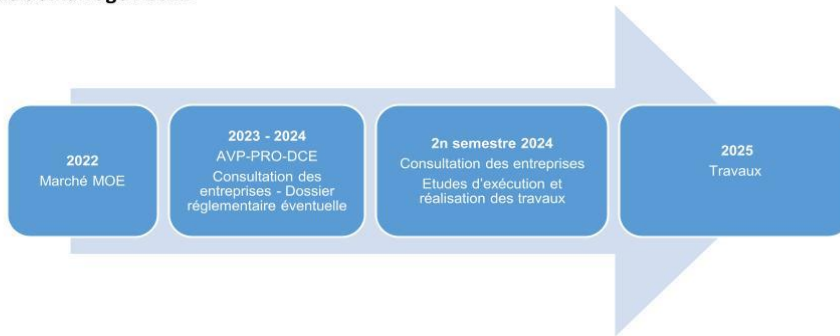 2022
Marché MOE
2023 - 2024
AVP-PRO-DCE
Consultation des
entreprises - Dossier
réglementaire éventuelle
2n semestre 2024
Consultation des entreprises
Etudes d'exécution et
réalisation des travaux
2025
Travaux